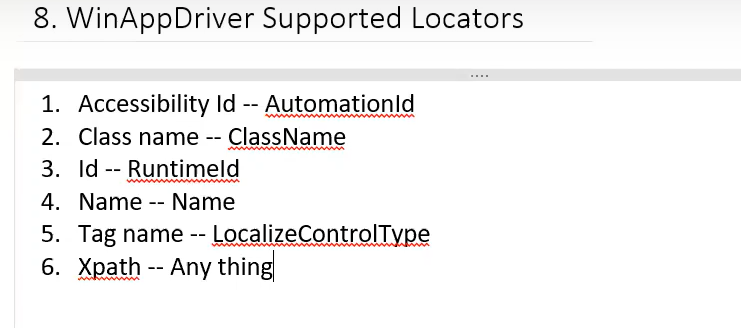 8. WinAppDriver Supported Locators
1. Accessibility Id -- AutomationId
2. Class name -- ClassName
3. Id -- RuntimeId
4. Name -- Name
5. Tag name -- LocalizeControlType
6. Xpath -- Any thing